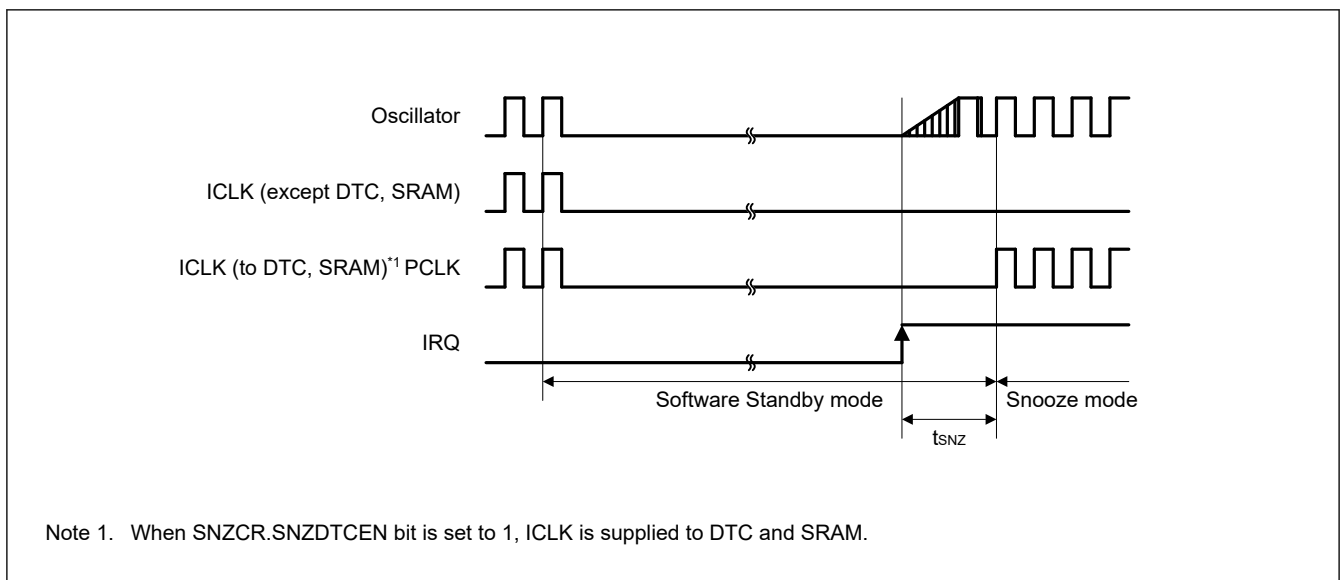 Oscillator
ICLK (except DTC, SRAM)
ICLK (to DTC, SRAM)*1 PCLK
IRQ
Software Standby mode
Snooze mode
tSNZ
Note 1. When SNZCR.SNZDTCEN bit is set to 1, ICLK is supplied to DTC and SRAM.